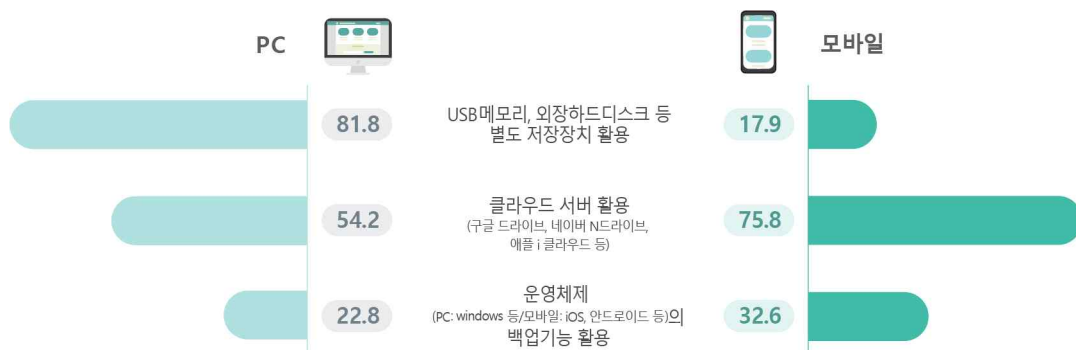 PC
모바일
81.8
USB메모리, 외장하드디스크 등
별도 저장장치 활용
17.9
54.2
클라우드 서버 활용
(구글 드라이브, 네이버 N드라이브,
애플 i 클라우드 등)
75.8
22.8
운영체제
(PC: windows 등/모바일: iOS, 안드로이드 등)의
백업기능 활용
32.6